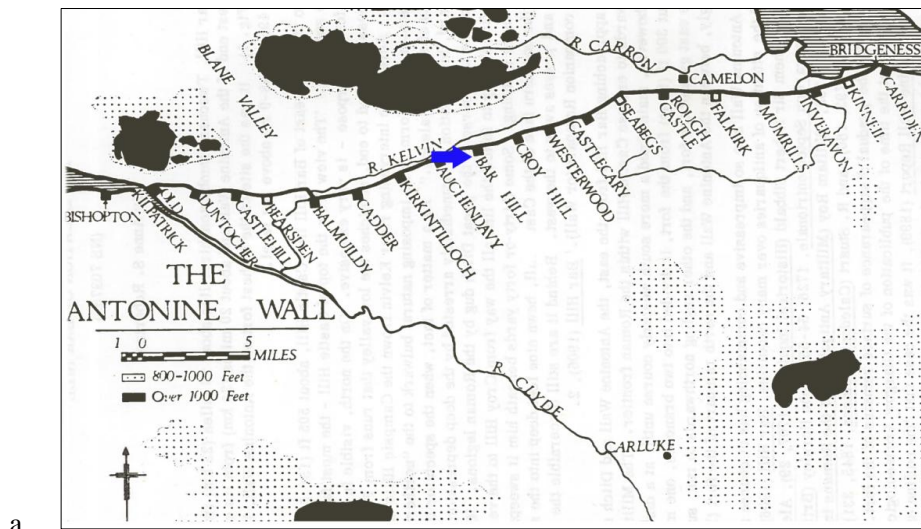 BLANE
VALLEY
R. CARRON
BRIDGENESS
CAMELON
CARRIDEN
KINNEIL
INVERAVON
MUMRILLS
FALKIRK
ROUGH
CASTLE
SEABEGS
CASTLECARY
WESTERWOOD
CROY HILL
BAR HILL
R. KELVIN
AUCHENDAVY
KIRKINTILLOCH
CADDER
BALMUILDY
BEARSDEN
CASTLEHILL
DUNTOCHER
OLD
KILPATRICK
BISHOPTON
THE
ANTONINE WALL
1 0 5
MILES
800-1000 Feet
Over 1000 Feet
R. CLYDE
CARLUKE
a